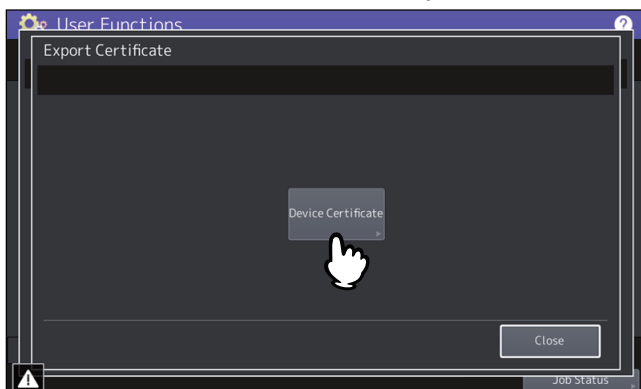 User Functions
?
Export Certificate
Device Certificate
Close
Job Status